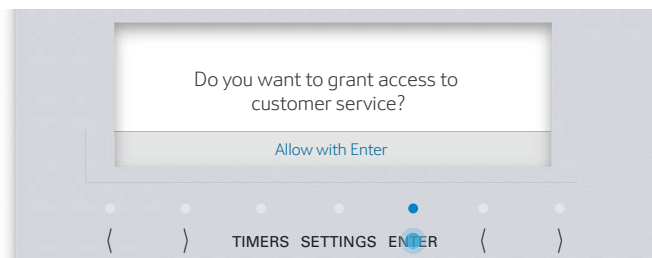 Do you want to grant access to
customer service?
Allow with Enter
⟨ ⟩ TIMERS SETTINGS ENTER ⟨ ⟩